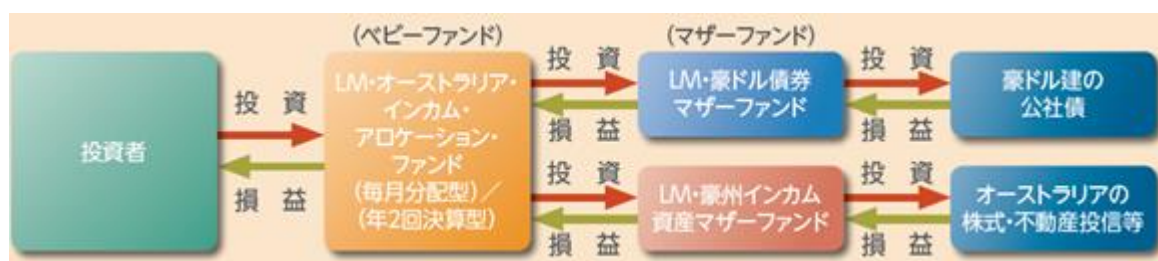 投資者
投 資
損 益
(ベビーファンド)
LM・オーストラリア・
インカム・
アロケーション・
ファンド
(毎月分配型)/
(年2回決算型)
投 資
損 益
投 資
損 益
(マザーファンド)
LM・豪ドル債券
マザーファンド
LM・豪州インカム
資産マザーファンド
投 資
損 益
投 資
損 益
豪ドル建の
公社債
オーストラリアの
株式・不動産投信等